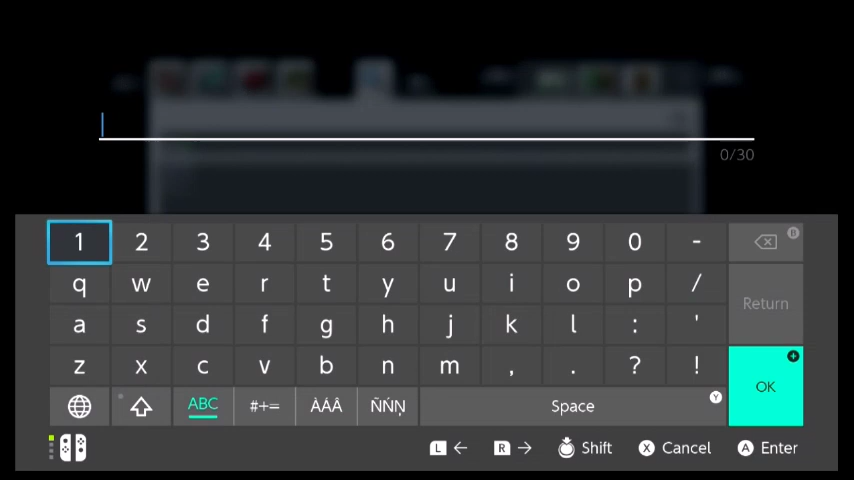 0/30
1 2 3 4 5 6 7 8 9 0 - B
q w e r t y u i o p / Return
a s d f g h j k l : '
z x c v b n m , . ? ! + OK
ABC #+= ÀÁÂ ÑŃŅ Space Y
L ← R → Shift X Cancel A Enter